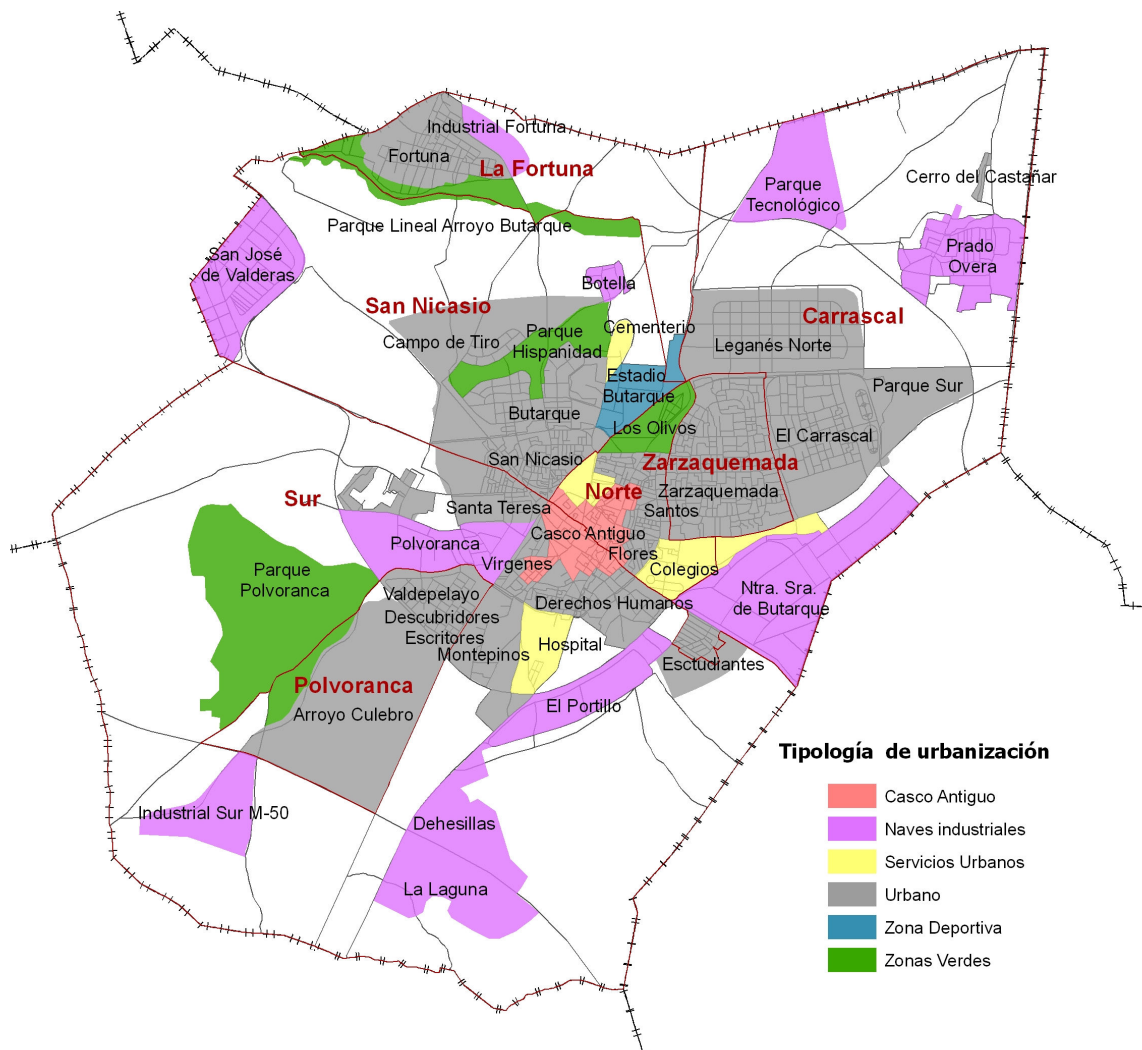 Industrial Fortuna
Fortuna
La Fortuna
Parque
Tecnológico
Cerro del Castañar
Parque Lineal Arroyo Butarque
San José
de Valderas
Prado
Overa
Botella
San Nicasio
Cementerio
Carrascal
Campo de Tiro
Parque
Hispanidad
Leganés Norte
Estadio
Butarque
Parque Sur
Butarque
Los Olivos
El Carrascal
San Nicasio
Zarzaquemada
Zarzaquemada
Sur
Norte
Santa Teresa
Santos
Casco Antiguo
Polvoranca
Flores
Virgenes
Colegios
Parque
Polvoranca
Valdepelayo
Derechos Humanos
Ntra. Sra.
de Butarque
Descubridores
Escritores
Montepinos
Hospital
Esctudiantes
Polvoranca
Arroyo Culebro
El Portillo
Industrial Sur M-50
Dehesillas
La Laguna
Tipología de urbanización
Casco Antiguo
Naves industriales
Servicios Urbanos
Urbano
Zona Deportiva
Zonas Verdes